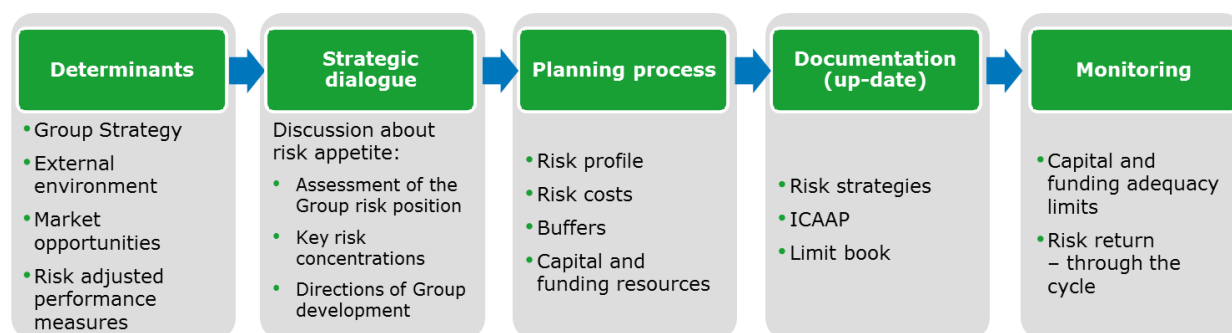 Determinants
• Group Strategy
• External
environment
• Market
opportunities
• Risk adjusted
performance
measures
Strategic
dialogue
Discussion about
risk appetite:
• Assessment of the
Group risk position
• Key risk
concentrations
• Directions of Group
development
Planning process
• Risk profile
• Risk costs
• Buffers
• Capital and
funding resources
Documentation
(up-date)
• Risk strategies
• ICAAP
• Limit book
Monitoring
• Capital and
funding adequacy
limits
• Risk return
– through the
cycle